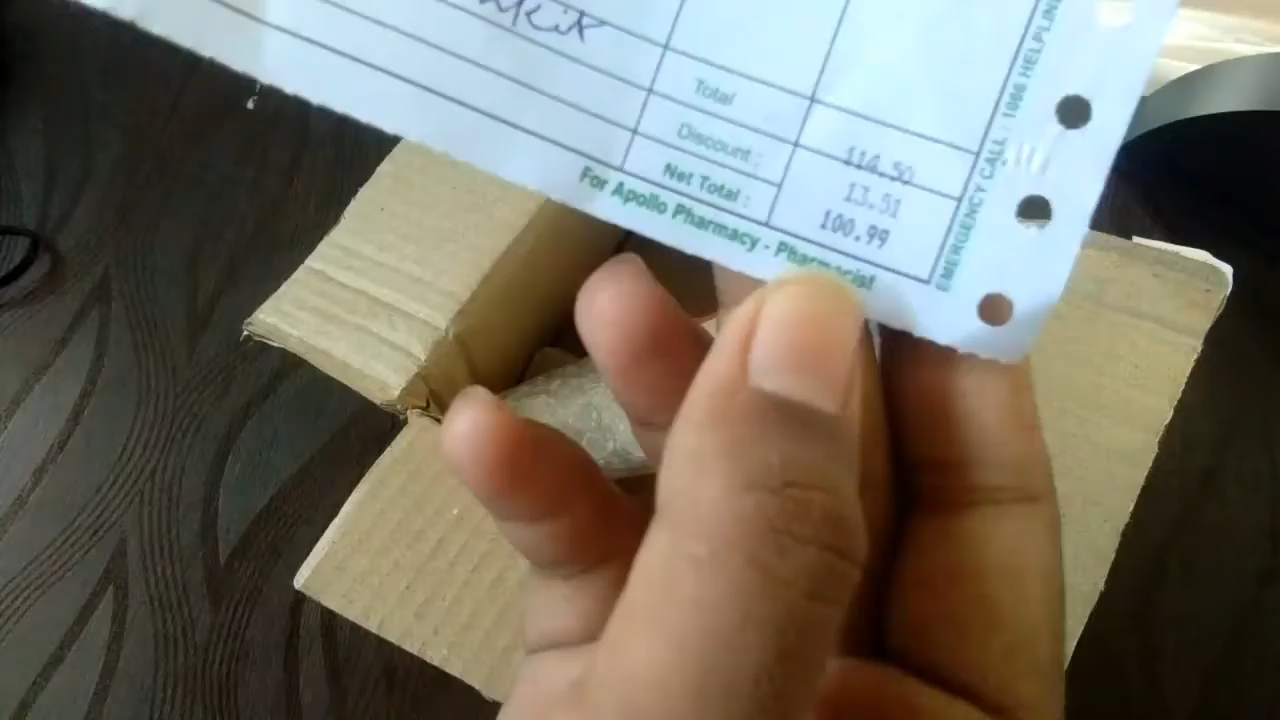 Total
Discount : 114.50
Net Total : 13.51
100.99
For Apollo Pharmacy - Pharmacist
EMERGENCY CALL : 1066 HELPLINE